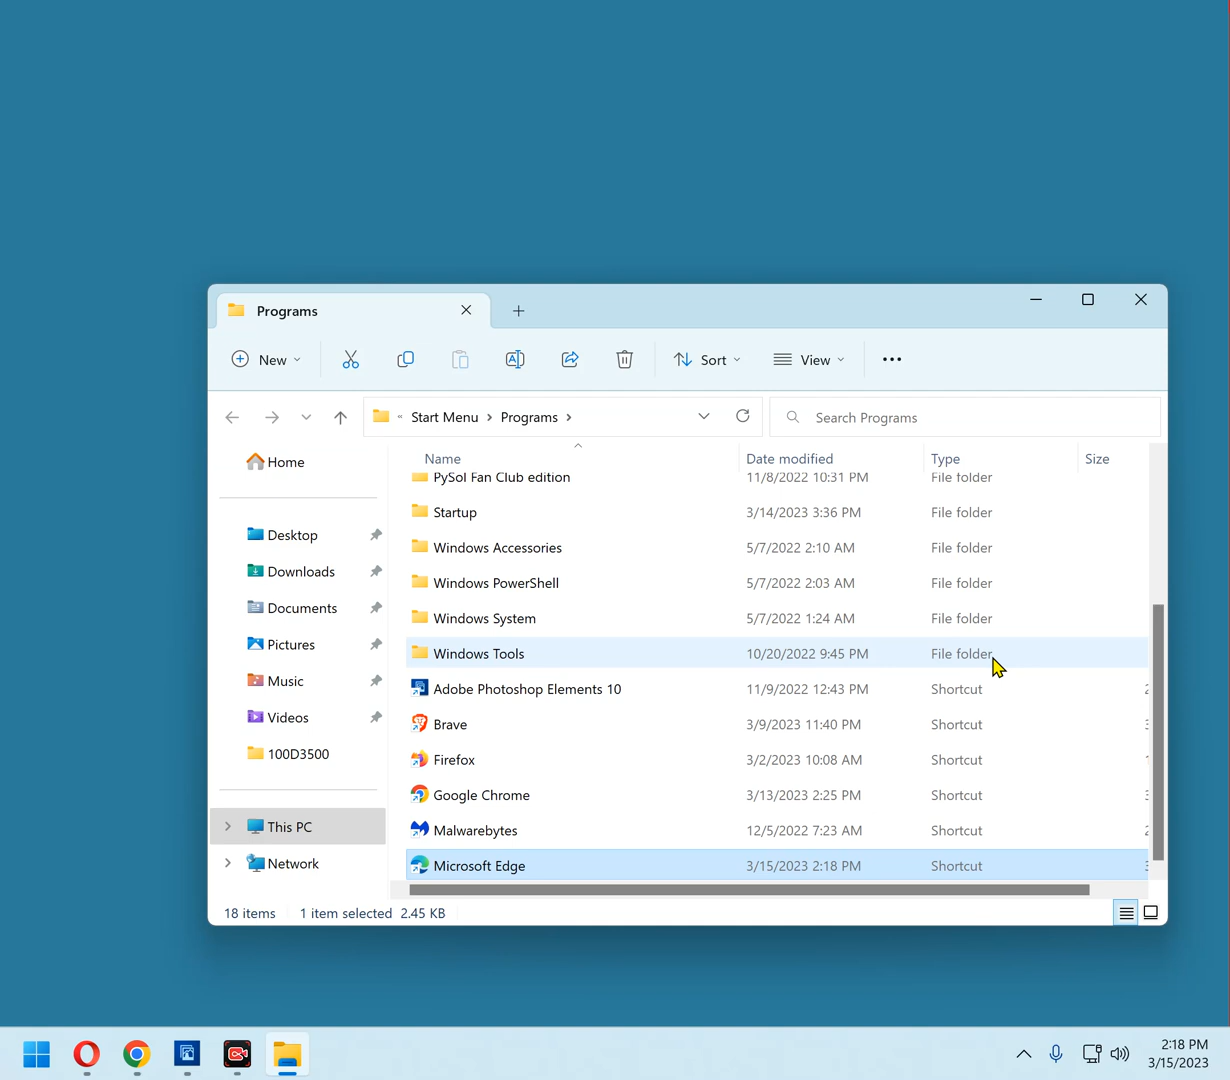 Programs
New
Sort
View
« Start Menu > Programs >
Search Programs
Name Date modified Type Size
Home
Desktop
Downloads
Documents
Pictures
Music
Videos
100D3500
This PC
Network
PySol Fan Club edition 11/8/2022 10:31 PM File folder
Startup 3/14/2023 3:36 PM File folder
Windows Accessories 5/7/2022 2:10 AM File folder
Windows PowerShell 5/7/2022 2:03 AM File folder
Windows System 5/7/2022 1:24 AM File folder
Windows Tools 10/20/2022 9:45 PM File folder
Adobe Photoshop Elements 10 11/9/2022 12:43 PM Shortcut
Brave 3/9/2023 11:40 PM Shortcut
Firefox 3/2/2023 10:08 AM Shortcut
Google Chrome 3/13/2023 2:25 PM Shortcut
Malwarebytes 12/5/2022 7:23 AM Shortcut
Microsoft Edge 3/15/2023 2:18 PM Shortcut
18 items 1 item selected 2.45 KB
2:18 PM
3/15/2023